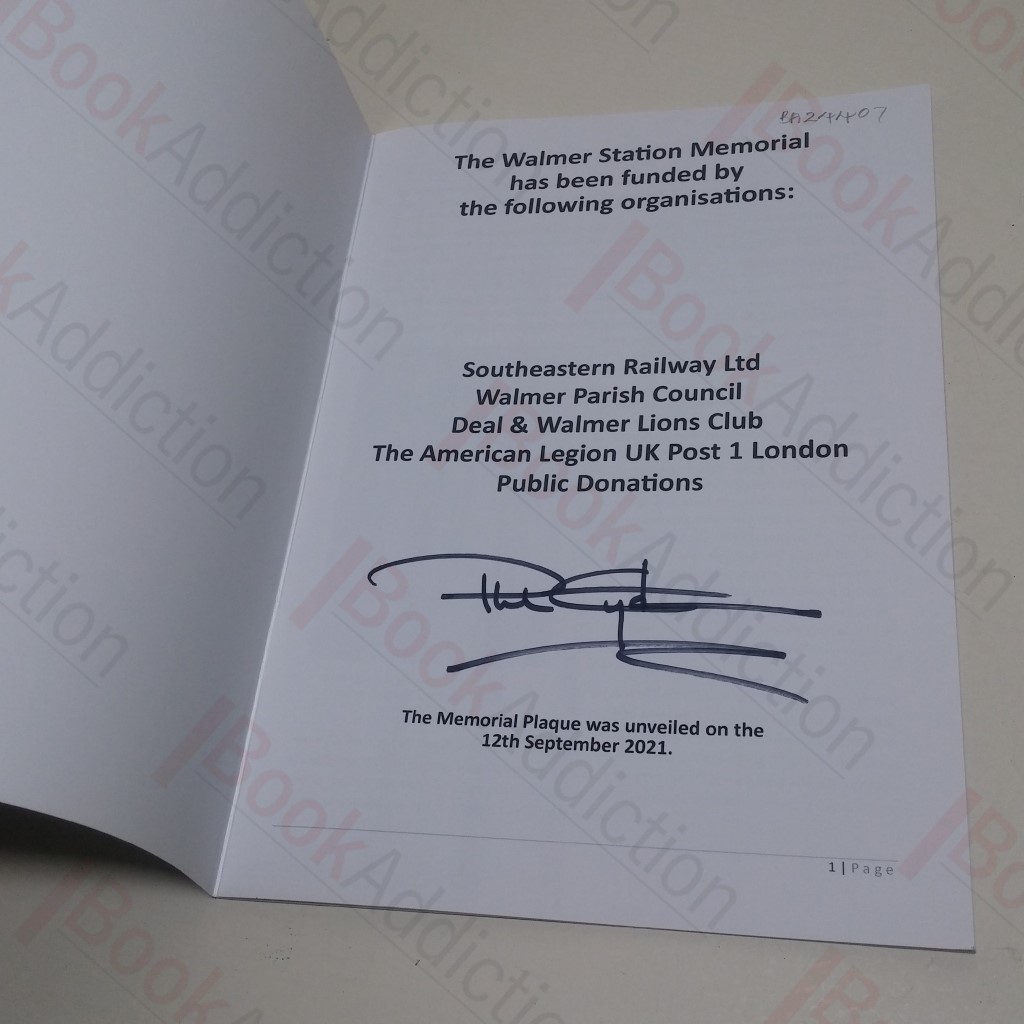 BA24407
The Walmer Station Memorial
has been funded by
the following organisations:
Southeastern Railway Ltd
Walmer Parish Council
Deal & Walmer Lions Club
The American Legion UK Post 1 London
Public Donations
The Memorial Plaque was unveiled on the
12th September 2021.
1 | Page
BookAddiction